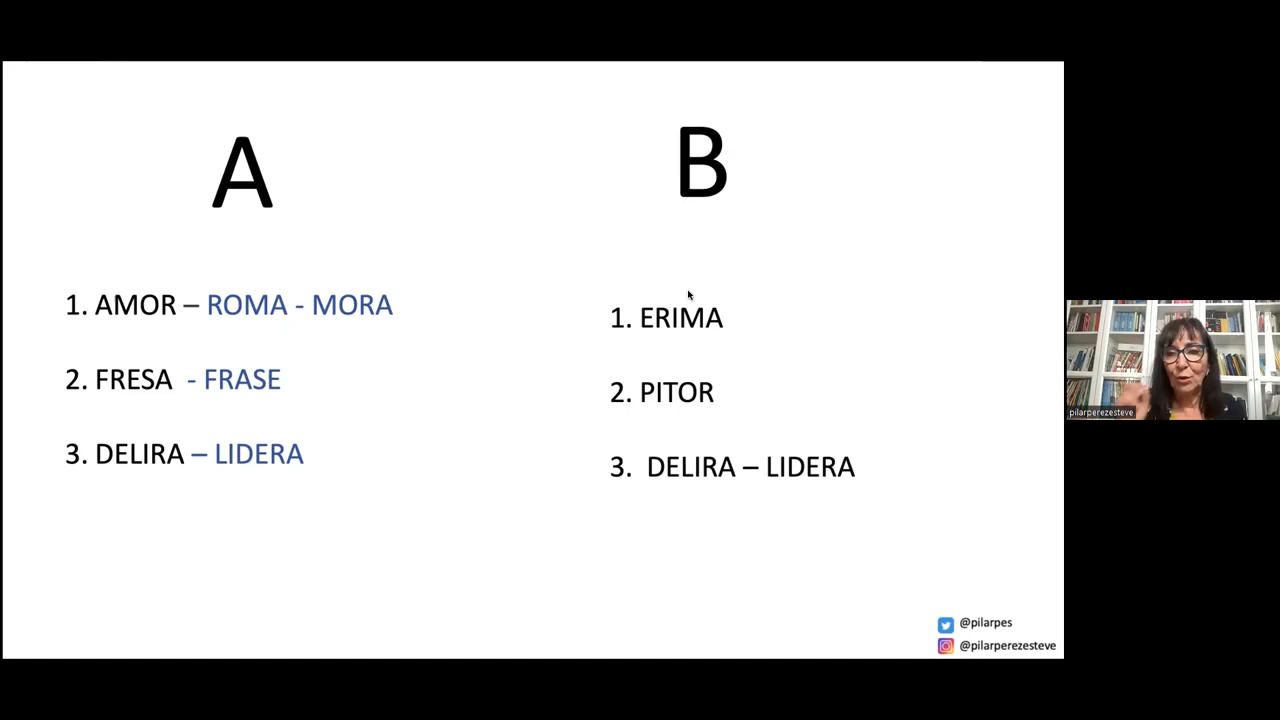 A
1. AMOR – ROMA - MORA
2. FRESA - FRASE
3. DELIRA – LIDERA
B
1. ERIMA
2. PITOR
3. DELIRA – LIDERA
@pilarpes
@pilarperezesteve
pilarperezesteve